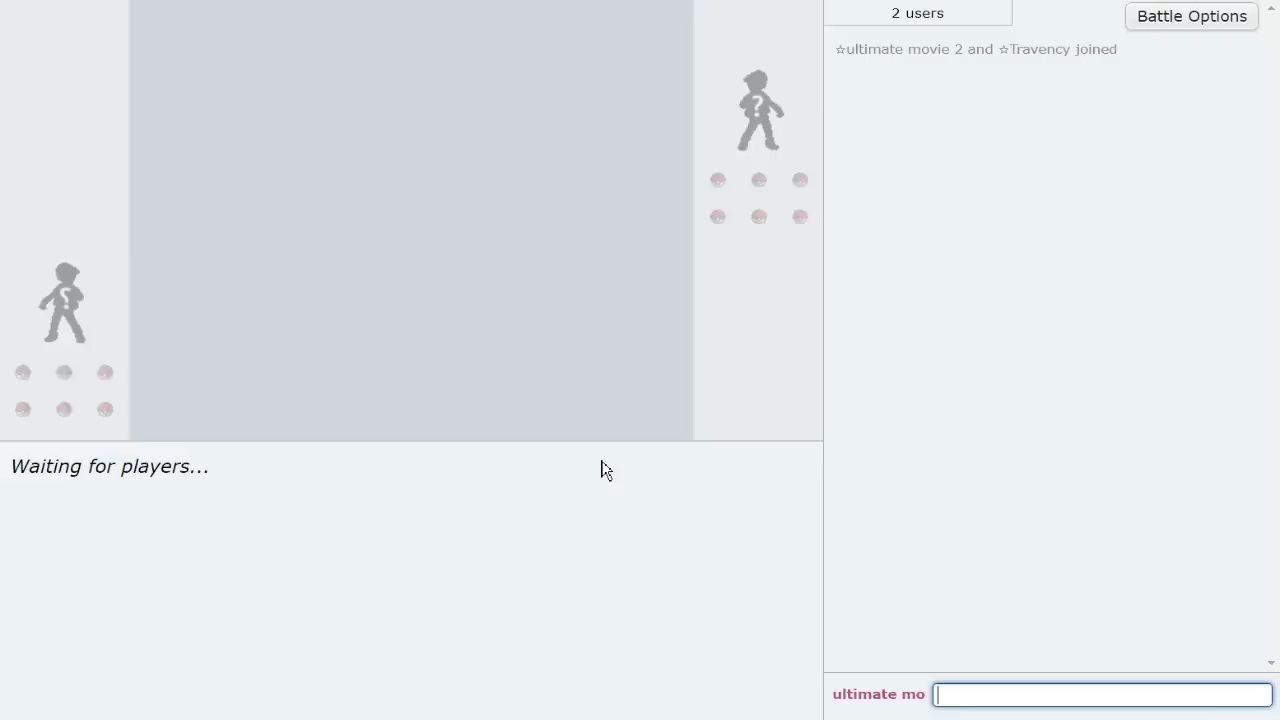 2 users
Battle Options
☆ultimate movie 2 and ☆Travency joined
?
?
Waiting for players...
ultimate mo